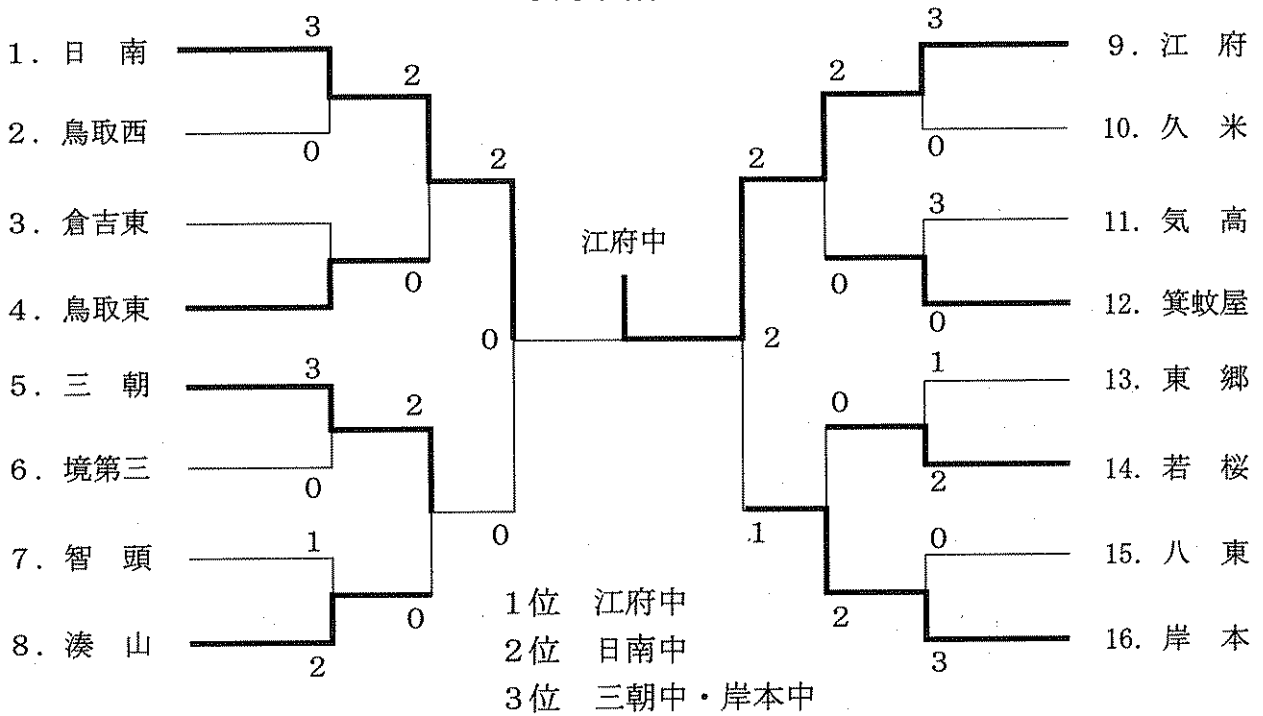 3
1. 日 南
2
2. 鳥取西
0
2
3. 倉吉東
0
4. 鳥取東
0
3
5. 三 朝
2
6. 境第三
0
0
1
7. 智 頭
0
8. 湊 山
2
江府中
3
9. 江 府
2
10. 久 米
0
2
3
11. 気 高
0
12. 箕蚊屋
0
2
1
13. 東 郷
0
14. 若 桜
2
1
0
15. 八 東
2
16. 岸 本
3
1位 江府中
2位 日南中
3位 三朝中・岸本中